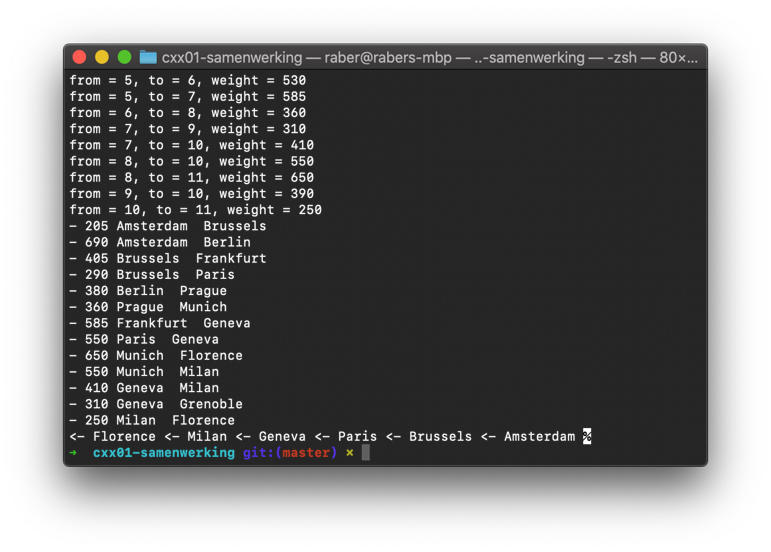 cxx01-samenwerking — raber@rabers-mbp — ..-samenwerking — -zsh — 80×...
from = 5, to = 6, weight = 530
from = 5, to = 7, weight = 585
from = 6, to = 8, weight = 360
from = 7, to = 9, weight = 310
from = 7, to = 10, weight = 410
from = 8, to = 10, weight = 550
from = 8, to = 11, weight = 650
from = 9, to = 10, weight = 390
from = 10, to = 11, weight = 250
- 205 Amsterdam  Brussels
- 690 Amsterdam  Berlin
- 405 Brussels  Frankfurt
- 290 Brussels  Paris
- 380 Berlin  Prague
- 360 Prague  Munich
- 585 Frankfurt  Geneva
- 550 Paris  Geneva
- 650 Munich  Florence
- 550 Munich  Milan
- 410 Geneva  Milan
- 310 Geneva  Grenoble
- 250 Milan  Florence
<- Florence <- Milan <- Geneva <- Paris <- Brussels <- Amsterdam %
→  cxx01-samenwerking git:(master) ×